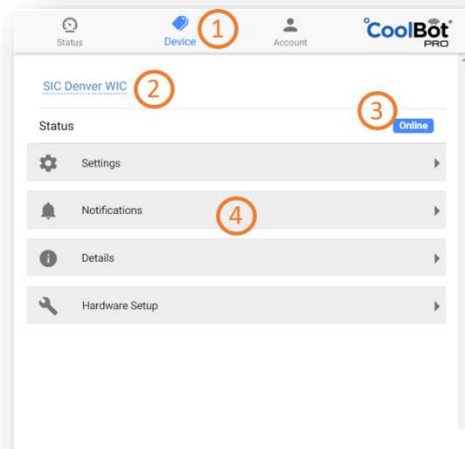 Status Device 1 Account °CoolBot PRO
SIC Denver WIC 2
3
Status Online
Settings
Notifications 4
Details
Hardware Setup